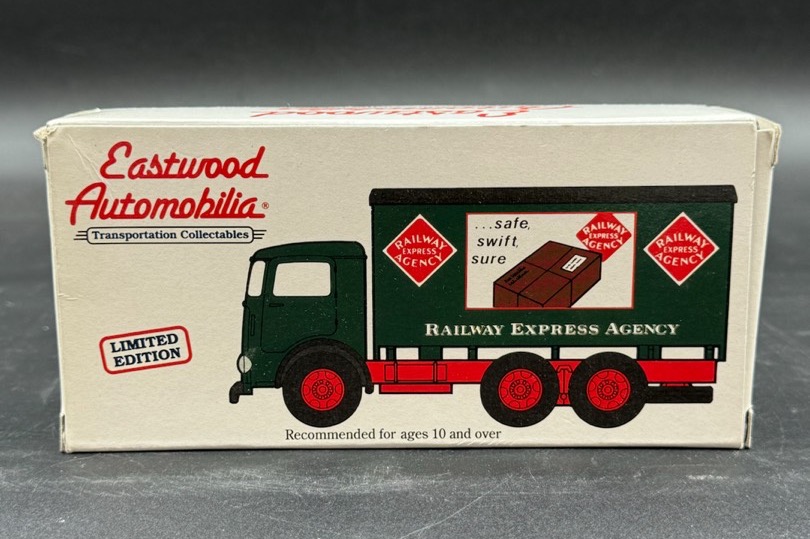 Eastwood
Automobilia®
Transportation Collectables
LIMITED
EDITION
RAILWAY
EXPRESS
AGENCY
...safe,
swift,
sure
RAILWAY
EXPRESS
AGENCY
RAILWAY
EXPRESS
AGENCY
RAILWAY EXPRESS AGENCY
Recommended for ages 10 and over
Eastwood